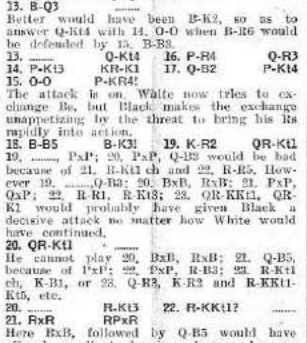 13. B-Q3 ........
Better would have been B-K2, so as to
answer Q-Kt4 with 14. O-O when B-R6 would
be defended by 15. B-B3.
13. ........ Q-Kt4 16. P-R4 Q-R3
14. P-Kt3 KR-K1 17. Q-B2 P-Kt4
15. O-O P-KR4!
The attack is on. White now tries to ex-
change Bs, but Black makes the exchange
unappetizing by the threat to bring his Rs
rapidly into action.
18. B-B5 B-K3! 19. K-R2 QR-Kt1
19. ......., PxP; 20. PxP, Q-B3 would be bad
because of 21. R-Kt1 ch and 22. R-R5. How-
ever 19. .......Q-B3; 20. BxB, RxB; 21. PxP,
QxP; 22. R-R1, R-Kt3; 23. QR-KKt1, QR-
K1 would probably have given Black a
decisive attack no matter how White would
have continued.
20. QR-Kt1 ........
He cannot play 20. BxB, RxB; 21. Q-B5,
because of PxP; 22. PxP, R-B3; 23. R-Kt1
ch, K-B1, or 23. Q-R3, K-R2 and R-KKt1-
Kt5, etc.
20. ........ R-Kt3 22. R-KKt1? ........
21. RxR RPxR
Here BxB, followed by Q-B5 would have